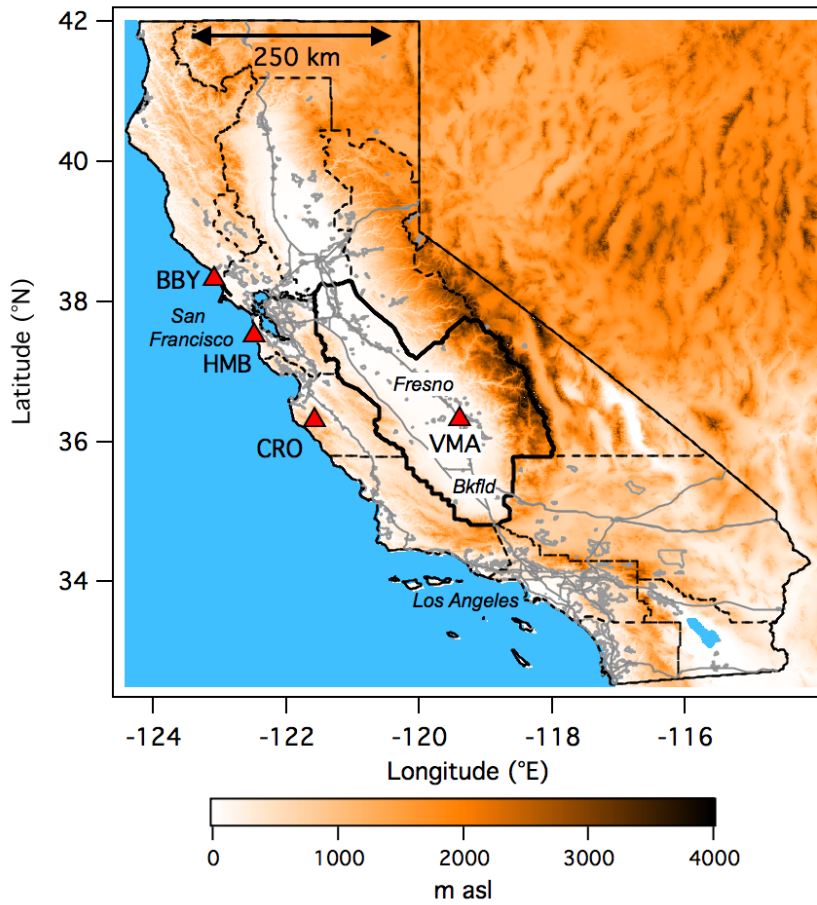 42
250 km
40
BBY
38
San
Francisco
HMB
Fresno
CRO
VMA
36
Bkfld
34
Los Angeles
Latitude (°N)
-124
-122
-120
-118
-116
Longitude (°E)
0
1000
2000
3000
4000
m asl